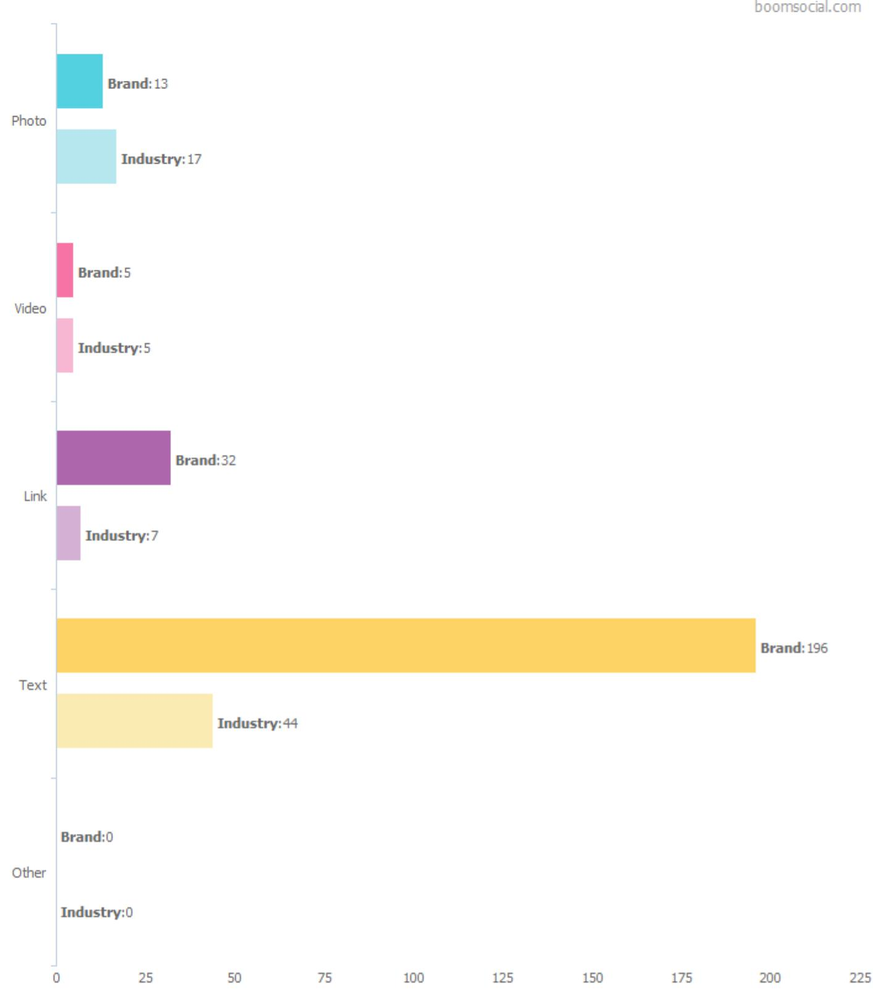 boomsocial.com
Photo
Brand:13
Industry:17
Video
Brand:5
Industry:5
Link
Brand:32
Industry:7
Text
Brand:196
Industry:44
Other
Brand:0
Industry:0
0 25 50 75 100 125 150 175 200 225